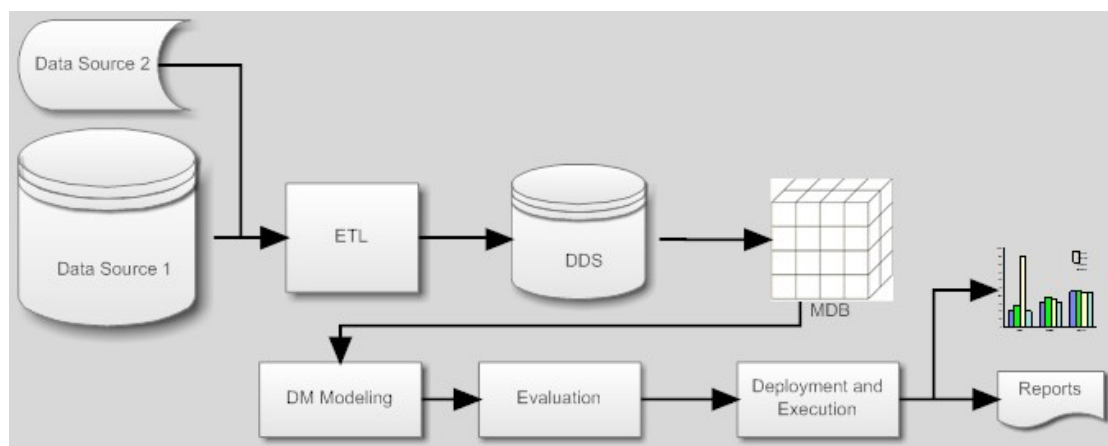 Data Source 2
Data Source 1
ETL
DDS
MDB
DM Modeling
Evaluation
Deployment and
Execution
Reports